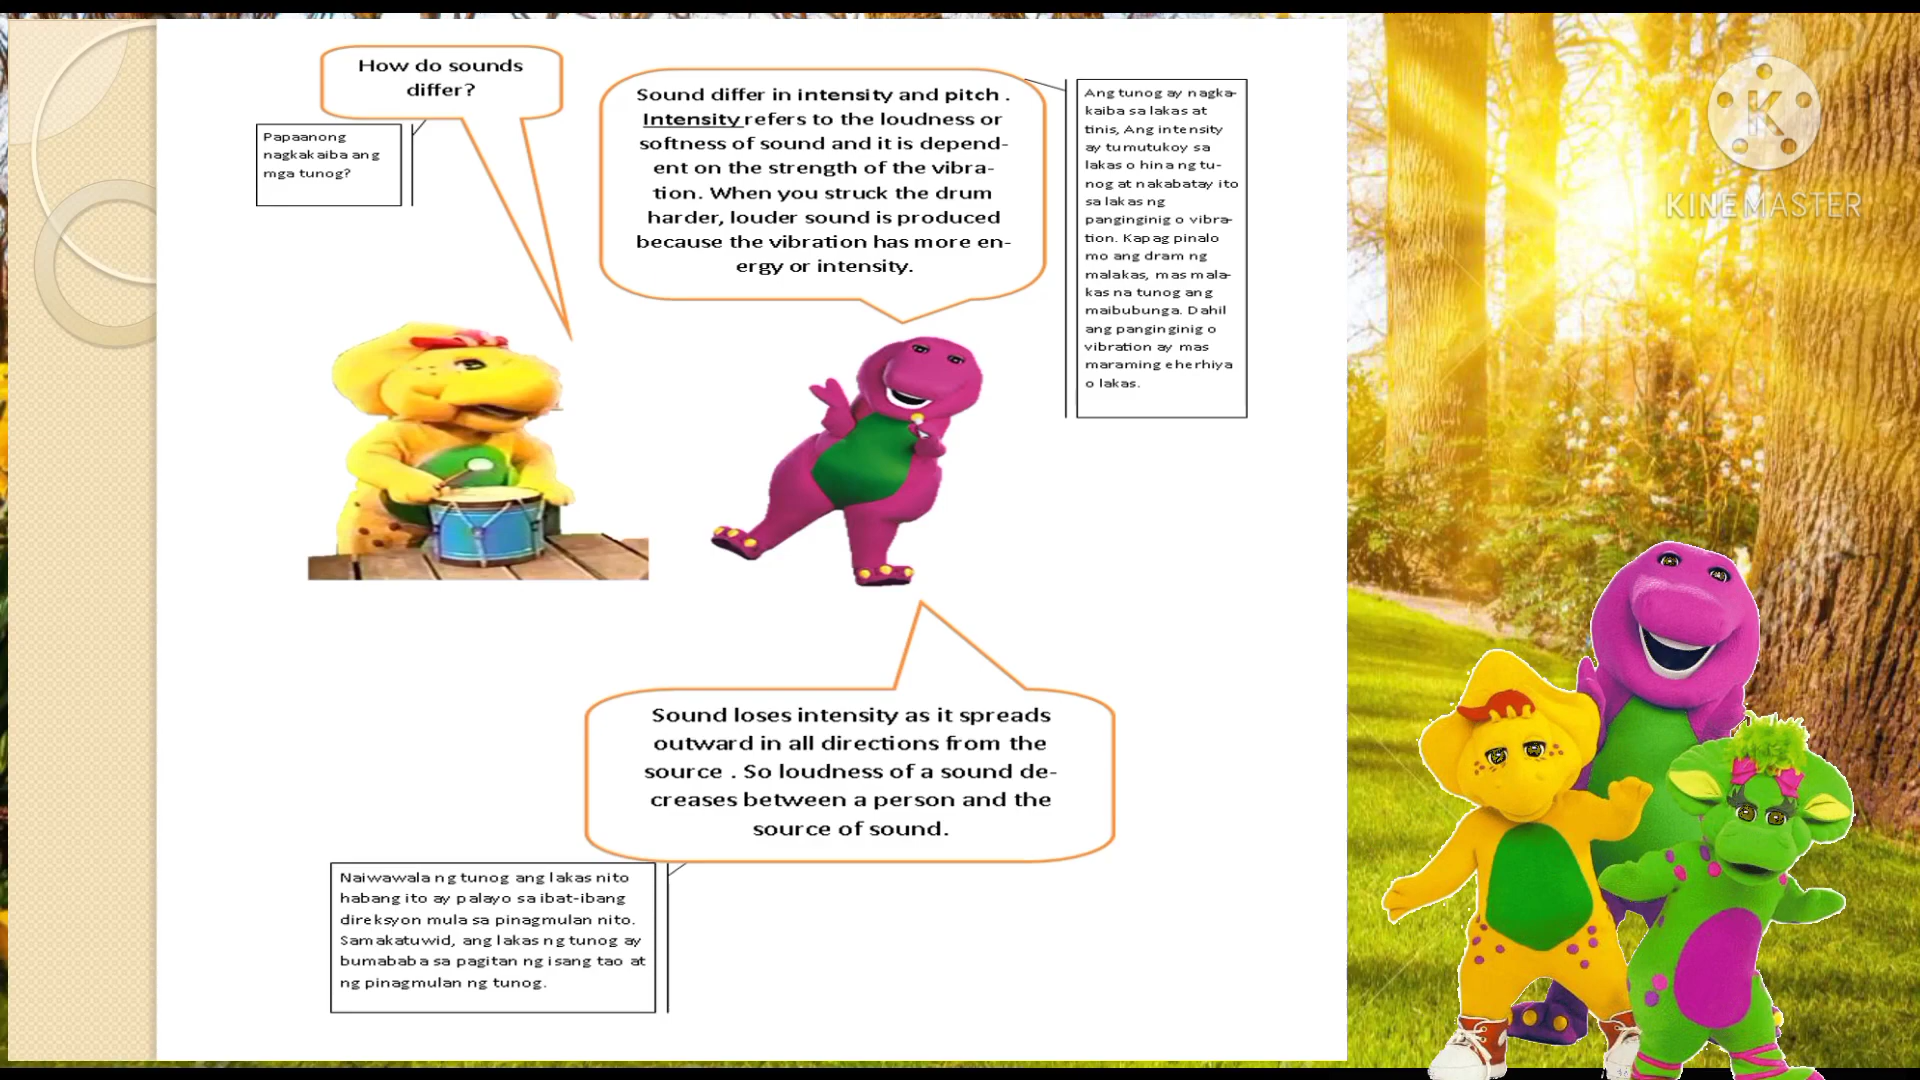 How do sounds
differ?
Papaanong
nagkakaiba ang
mga tunog?
Sound differ in intensity and pitch .
Intensity refers to the loudness or
softness of sound and it is depend-
ent on the strength of the vibra-
tion. When you struck the drum
harder, louder sound is produced
because the vibration has more en-
ergy or intensity.
Ang tunog ay nagka-
kaiba sa lakas at
tinis, Ang intensity
ay tumutukoy sa
lakas o hina ng tu-
nog at nakabatay ito
sa lakas ng
panginginig o vibra-
tion. Kapag pinalo
mo ang dram ng
malakas, mas mala-
kas na tunog ang
maibubunga. Dahil
ang panginginig o
vibration ay mas
maraming eherhiya
o lakas.
K
KINEMASTER
Sound loses intensity as it spreads
outward in all directions from the
source . So loudness of a sound de-
creases between a person and the
source of sound.
Naiwawala ng tunog ang lakas nito
habang ito ay palayo sa ibat-ibang
direksyon mula sa pinagmulan nito.
Samakatuwid, ang lakas ng tunog ay
bumababa sa pagitan ng isang tao at
ng pinagmulan ng tunog.